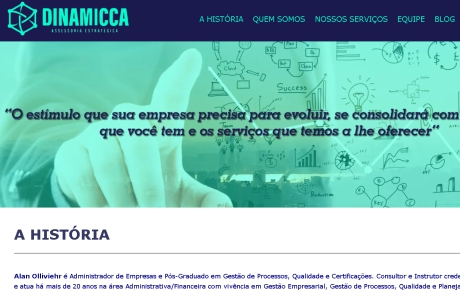 DINAMICCA
ASSESSORIA ESTRATÉGICA
A HISTÓRIA QUEM SOMOS NOSSOS SERVIÇOS EQUIPE BLOG
“O estímulo que sua empresa precisa para evoluir, se consolidará com
que você tem e os serviços que temos a lhe oferecer”
A HISTÓRIA
Alan Olliviehr é Administrador de Empresas e Pós-Graduado em Gestão de Processos, Qualidade e Certificações. Consultor e Instrutor crede
e atua há mais de 20 anos na área Administrativa/Financeira com vivência em Gestão Empresarial, Gestão de Processos, Qualidade e Planeja